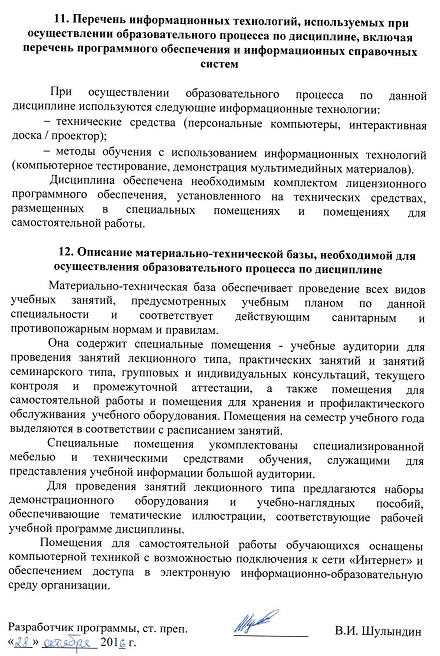 11. Перечень информационных технологий, используемых при
осуществлении образовательного процесса по дисциплине, включая
перечень программного обеспечения и информационных справочных
систем
При осуществлении образовательного процесса по данной
дисциплине используются следующие информационные технологии:
– технические средства (персональные компьютеры, интерактивная
доска / проектор);
– методы обучения с использованием информационных технологий
(компьютерное тестирование, демонстрация мультимедийных материалов).
Дисциплина обеспечена необходимым комплектом лицензионного
программного обеспечения, установленного на технических средствах,
размещенных в специальных помещениях и помещениях для
самостоятельной работы.
12. Описание материально-технической базы, необходимой для
осуществления образовательного процесса по дисциплине
Материально-техническая база обеспечивает проведение всех видов
учебных занятий, предусмотренных учебным планом по данной
специальности и соответствует действующим санитарным и
противопожарным нормам и правилам.
Она содержит специальные помещения - учебные аудитории для
проведения занятий лекционного типа, практических занятий и занятий
семинарского типа, групповых и индивидуальных консультаций, текущего
контроля и промежуточной аттестации, а также помещения для
самостоятельной работы и помещения для хранения и профилактического
обслуживания учебного оборудования. Помещения на семестр учебного года
выделяются в соответствии с расписанием занятий.
Специальные помещения укомплектованы специализированной
мебелью и техническими средствами обучения, служащими для
представления учебной информации большой аудитории.
Для проведения занятий лекционного типа предлагаются наборы
демонстрационного оборудования и учебно-наглядных пособий,
обеспечивающие тематические иллюстрации, соответствующие рабочей
учебной программе дисциплины.
Помещения для самостоятельной работы обучающихся оснащены
компьютерной техникой с возможностью подключения к сети «Интернет» и
обеспечением доступа в электронную информационно-образовательную
среду организации.
Разработчик программы, ст. преп. В.И. Шулындин
«28» октября 2016 г.